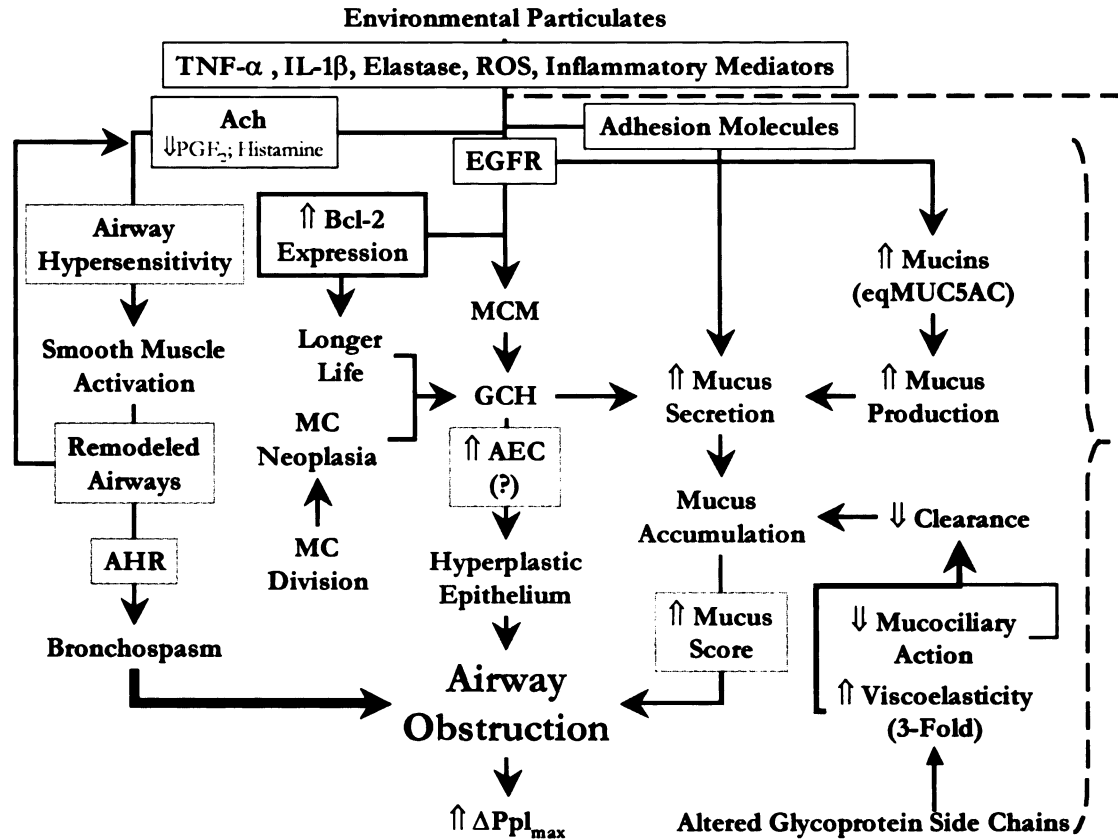 Environmental Particulates
TNF-α , IL-1β, Elastase, ROS, Inflammatory Mediators
Ach
⇓PGE₂; Histamine
Adhesion Molecules
EGFR
⇑ Bcl-2
Expression
Airway
Hypersensitivity
⇑ Mucins
(eqMUC5AC)
MCM
Longer
Life
Smooth Muscle
Activation
GCH
⇑ Mucus
Secretion
⇑ Mucus
Production
MC
Neoplasia
Remodeled
Airways
⇑ AEC
(?)
Mucus
Accumulation
⇓ Clearance
AHR
MC
Division
Hyperplastic
Epithelium
⇑ Mucus
Score
⇓ Mucociliary
Action
Bronchospasm
Airway
Obstruction
⇑ Viscoelasticity
(3-Fold)
⇑ ΔPplₘₐₓ
Altered Glycoprotein Side Chains